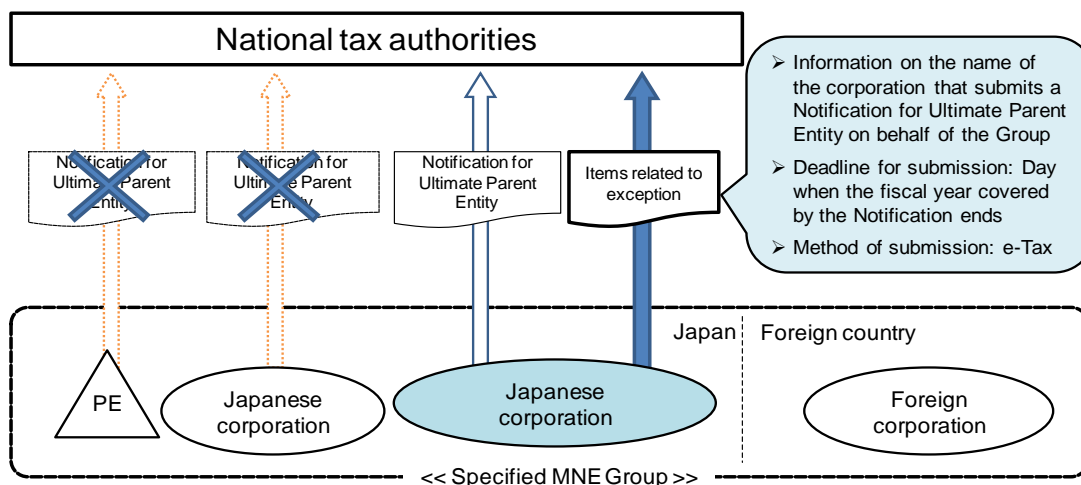 National tax authorities
➢ Information on the name of
the corporation that submits a
Notification for Ultimate Parent
Entity on behalf of the Group
➢ Deadline for submission: Day
when the fiscal year covered
by the Notification ends
➢ Method of submission: e-Tax
Notification for
Ultimate Parent
Entity
Notification for
Ultimate Parent
Entity
Notification for
Ultimate Parent
Entity
Items related to
exception
Japan
Foreign country
PE
Japanese
corporation
Japanese
corporation
Foreign
corporation
<< Specified MNE Group >>